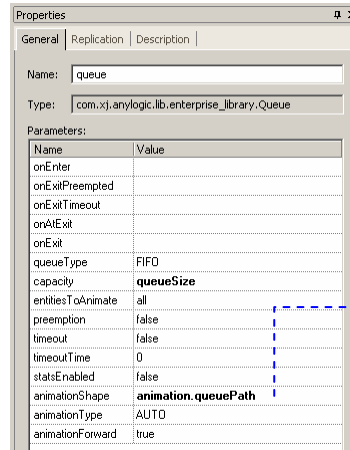 Properties
General Replication Description
Name: queue
Type: com.xj.anylogic.lib.enterprise_library.Queue
Parameters:
Name Value
onEnter
onExitPreempted
onExitTimeout
onAtExit
onExit
queueType FIFO
capacity queueSize
entitiesToAnimate all
preemption false
timeout false
timeoutTime 0
statsEnabled false
animationShape animation.queuePath
animationType AUTO
animationForward true